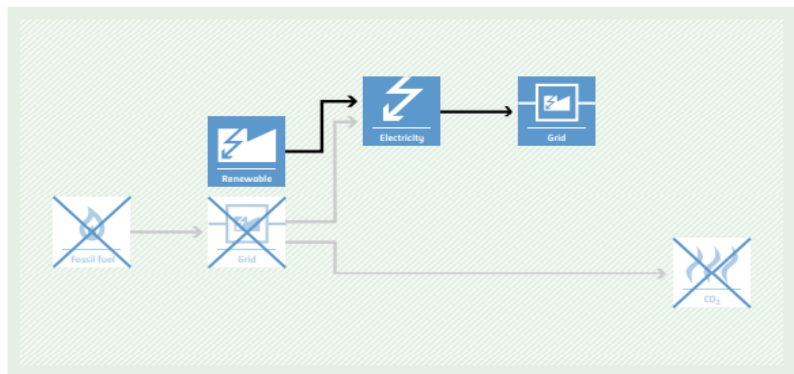 Electricity
Grid
Renewable
Fossil fuel
Grid
CO₂